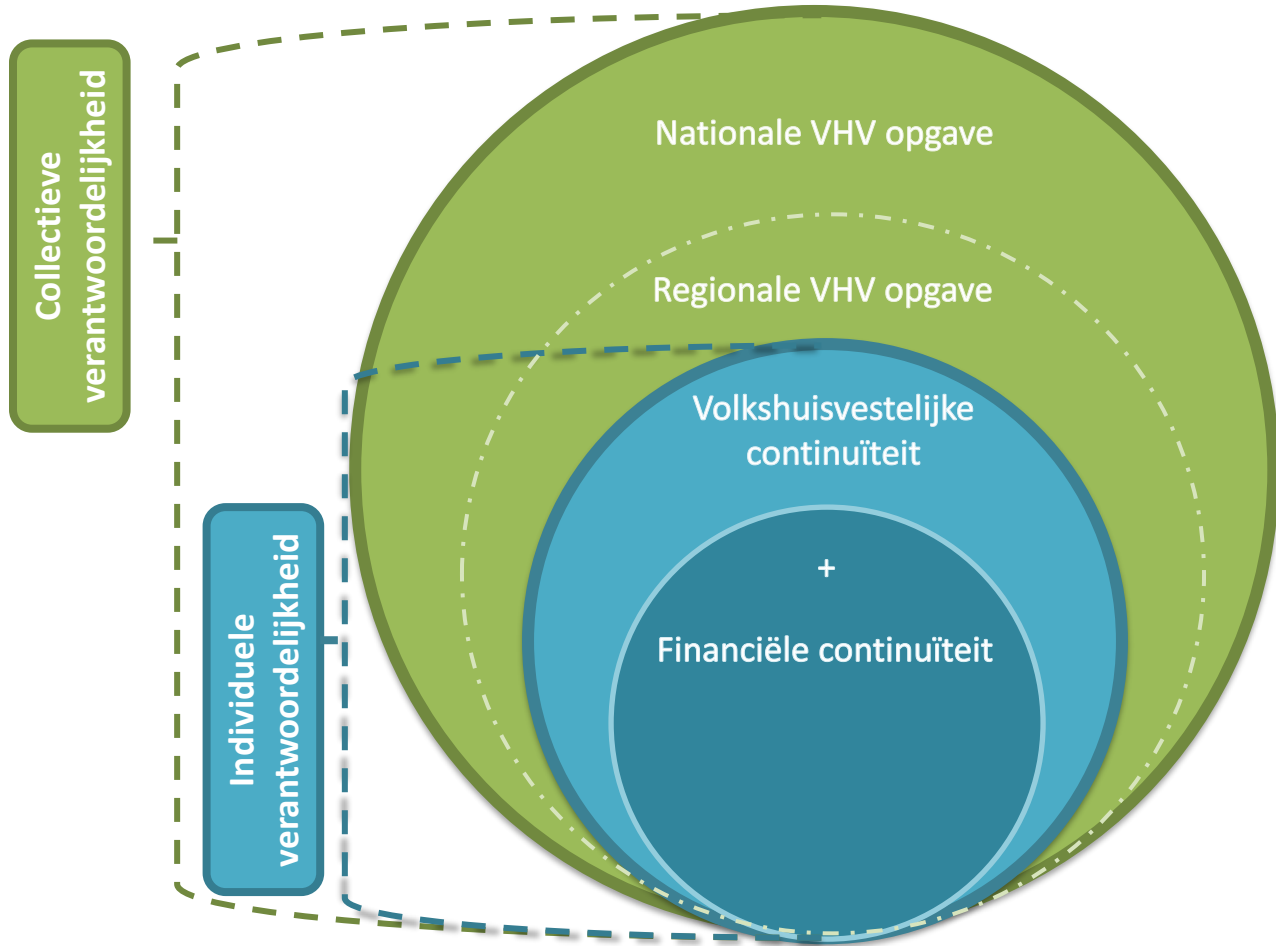 Collectieve
verantwoordelijkheid
Individuele
verantwoordelijkheid
Nationale VHV opgave
Regionale VHV opgave
Volkshuisvestelijke
continuïteit
+
Financiële continuïteit